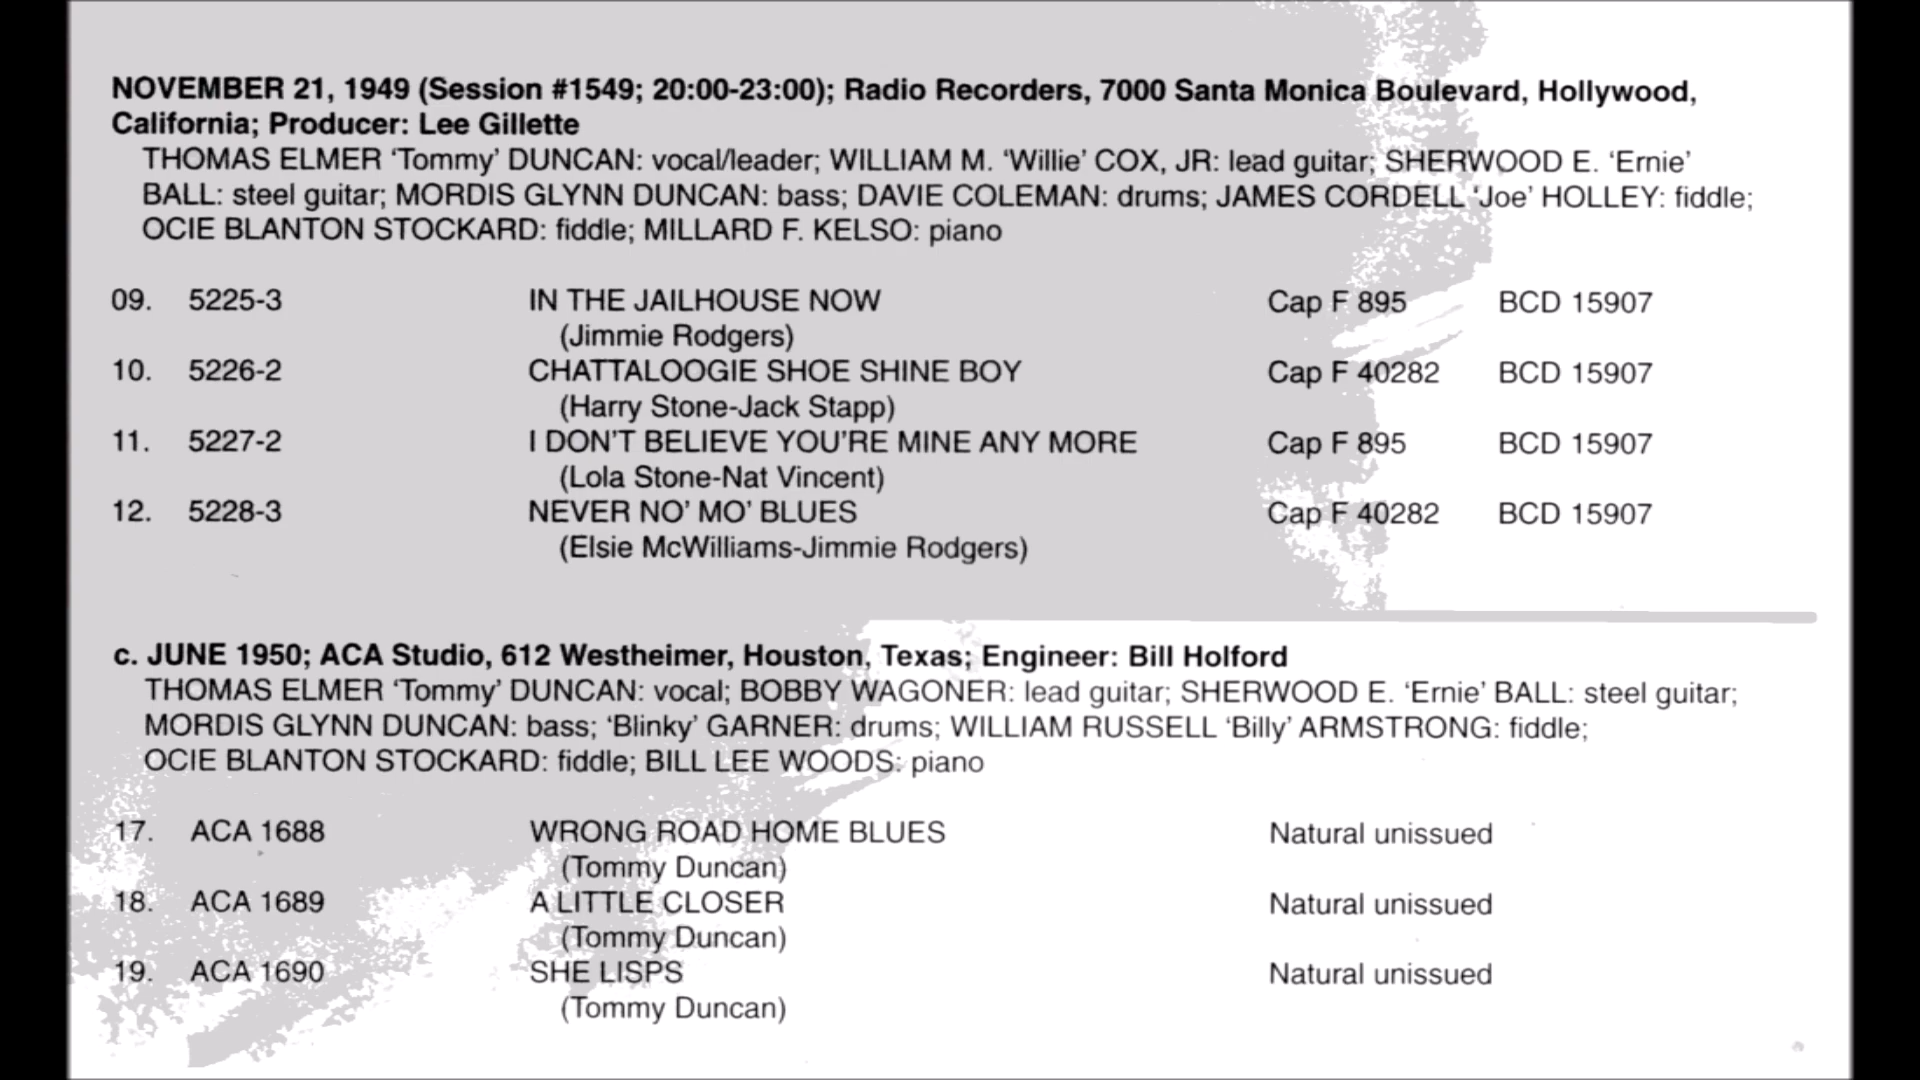 NOVEMBER 21, 1949 (Session #1549; 20:00-23:00); Radio Recorders, 7000 Santa Monica Boulevard, Hollywood,
California; Producer: Lee Gillette
THOMAS ELMER ‘Tommy’ DUNCAN: vocal/leader; WILLIAM M. ‘Willie’ COX, JR: lead guitar; SHERWOOD E. ‘Ernie’
BALL: steel guitar; MORDIS GLYNN DUNCAN: bass; DAVIE COLEMAN: drums; JAMES CORDELL ‘Joe’ HOLLEY: fiddle;
OCIE BLANTON STOCKARD: fiddle; MILLARD F. KELSO: piano
09. 5225-3 IN THE JAILHOUSE NOW Cap F 895 BCD 15907
(Jimmie Rodgers)
10. 5226-2 CHATTALOOGIE SHOE SHINE BOY Cap F 40282 BCD 15907
(Harry Stone-Jack Stapp)
11. 5227-2 I DON’T BELIEVE YOU’RE MINE ANY MORE Cap F 895 BCD 15907
(Lola Stone-Nat Vincent)
12. 5228-3 NEVER NO’ MO’ BLUES Cap F 40282 BCD 15907
(Elsie McWilliams-Jimmie Rodgers)
c. JUNE 1950; ACA Studio, 612 Westheimer, Houston, Texas; Engineer: Bill Holford
THOMAS ELMER ‘Tommy’ DUNCAN: vocal; BOBBY WAGONER: lead guitar; SHERWOOD E. ‘Ernie’ BALL: steel guitar;
MORDIS GLYNN DUNCAN: bass; ‘Blinky’ GARNER: drums; WILLIAM RUSSELL ‘Billy’ ARMSTRONG: fiddle;
OCIE BLANTON STOCKARD: fiddle; BILL LEE WOODS: piano
17. ACA 1688 WRONG ROAD HOME BLUES Natural unissued
(Tommy Duncan)
18. ACA 1689 A LITTLE CLOSER Natural unissued
(Tommy Duncan)
19. ACA 1690 SHE LISPS Natural unissued
(Tommy Duncan)